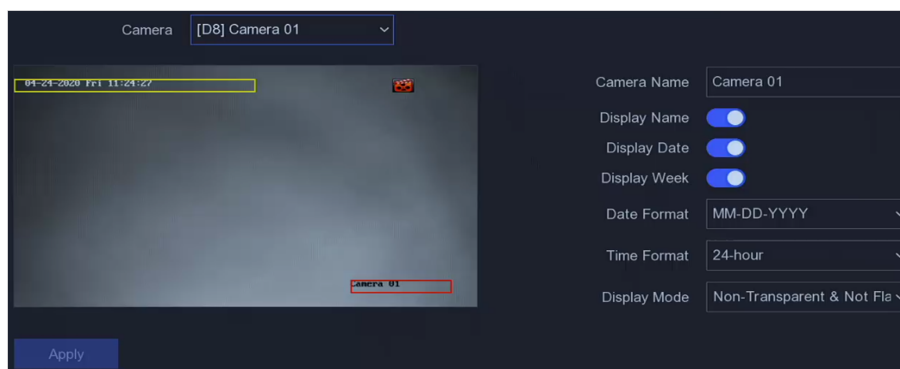 Camera [D8] Camera 01
04-24-2020 Fri 11:24:27
Camera Name Camera 01
Display Name
Display Date
Display Week
Date Format MM-DD-YYYY
Time Format 24-hour
Camera 01
Display Mode Non-Transparent & Not Fla
Apply